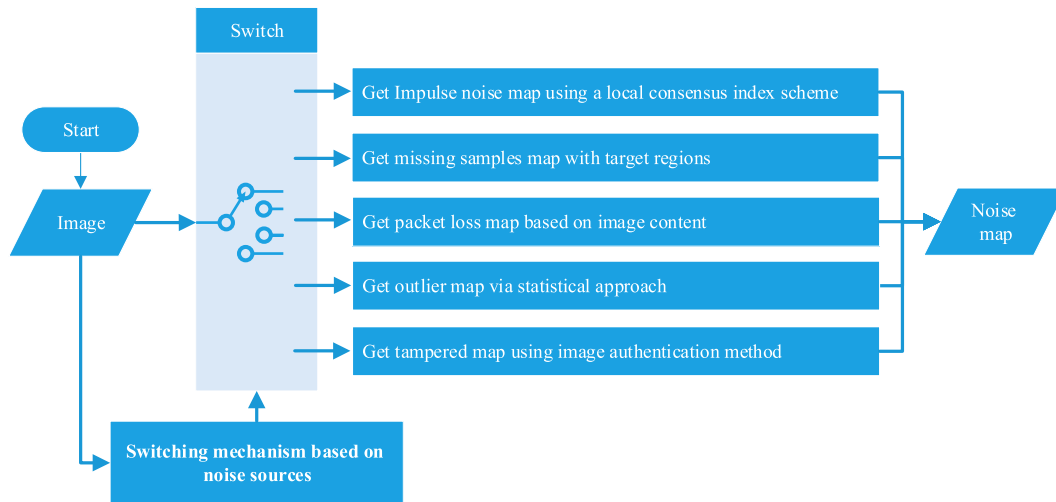 Switch
Start
Image
Get Impulse noise map using a local consensus index scheme
Get missing samples map with target regions
Get packet loss map based on image content
Get outlier map via statistical approach
Get tampered map using image authentication method
Noise
map
Switching mechanism based on
noise sources